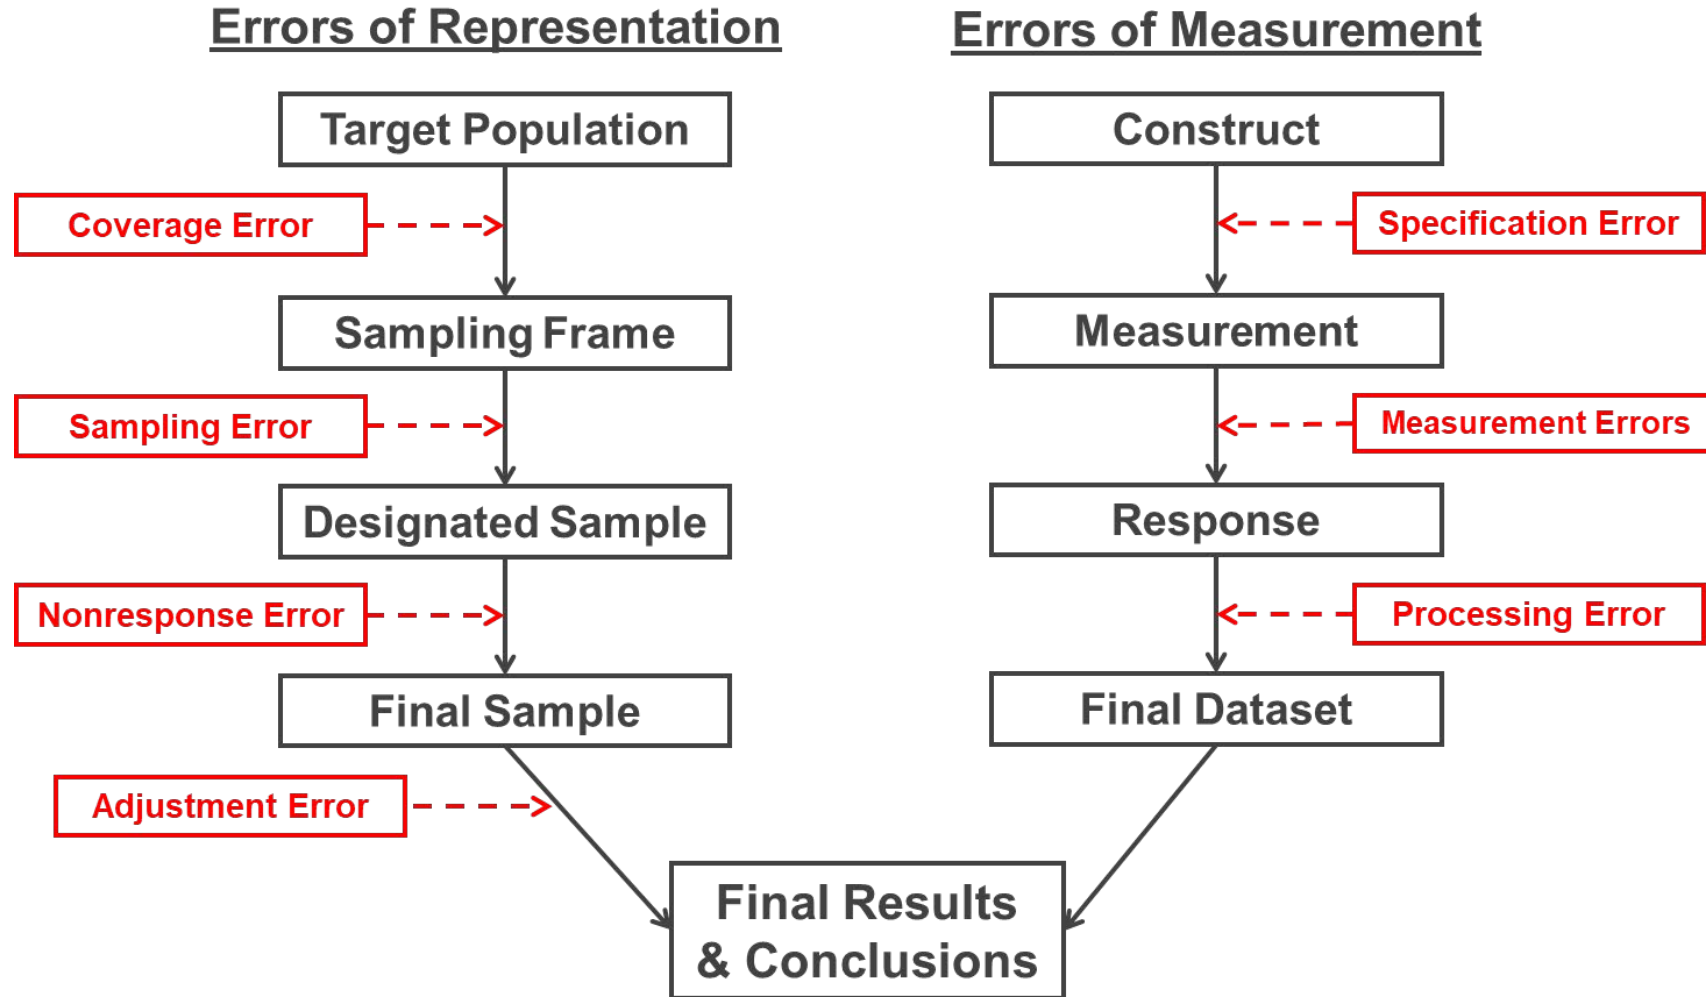 Errors of Representation
Errors of Measurement
Target Population
Construct
Coverage Error
Specification Error
Sampling Frame
Measurement
Sampling Error
Measurement Errors
Designated Sample
Response
Nonresponse Error
Processing Error
Final Sample
Final Dataset
Adjustment Error
Final Results
& Conclusions